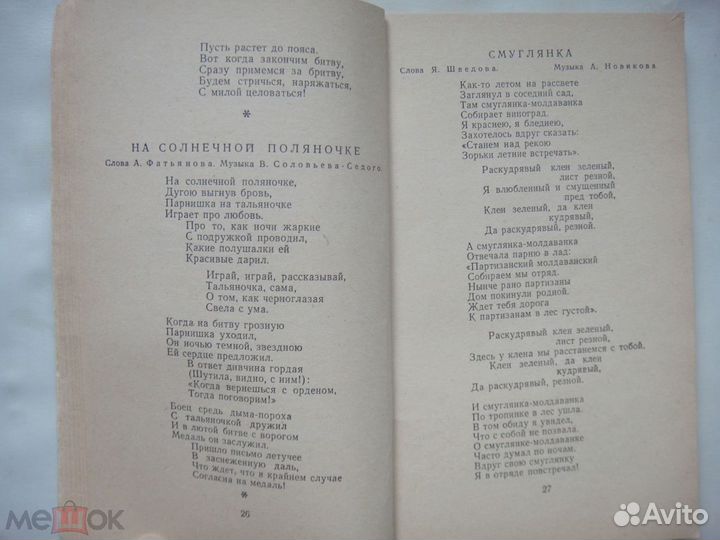 Пусть растет до пояса.
Вот когда закончим битву,
Сразу примемся за бритву,
Будем стричься, наряжаться,
С милой целоваться!
*
НА СОЛНЕЧНОЙ ПОЛЯНОЧКЕ
Слова А. Фатьянова. Музыка В. Соловьева-Седого.
На солнечной поляночке,
Дугою выгнув бровь,
Парнишка на тальяночке
Играет про любовь.
Про то, как ночи жаркие
С подружкой проводил,
Какие полушалки ей
Красивые дарил.
Играй, играй, рассказывай,
Тальяночка, сама,
О том, как черноглазая
Свела с ума.
Когда на битву грозную
Парнишка уходил,
Он ночью темной, звездною
Ей сердце предложил.
В ответ дивчина гордая
(Шутила, видно, с ним!):
«Когда вернешься с орденом,
Тогда поговорим!»
Боец средь дыма-пороха
С тальяночкой дружил
И в лютой битве с ворогом
Медаль он заслужил.
Пришло письмо летучее
В заснеженную даль,
Что ждет, что в крайнем случае
Согласна на медаль!
*
26
СМУГЛЯНКА
Слова Я. Шведова. Музыка А. Новикова.
Как-то летом на рассвете
Заглянул в соседний сад,
Там смуглянка-молдаванка
Собирает виноград.
Я краснею, я бледнею,
Захотелось вдруг сказать:
«Станем над рекою
Зорьки летние встречать».
Раскудрявый клен зеленый,
лист резной,
Я влюбленный и смущенный
пред тобой,
Клен зеленый, да клен
кудрявый,
Да раскудрявый, резной.
А смуглянка-молдаванка
Отвечала парню в лад:
«Партизанский молдаванский
Собираем мы отряд.
Нынче рано партизаны
Дом покинули родной.
Ждет тебя дорога
К партизанам в лес густой».
Раскудрявый клен зеленый,
лист резной,
Здесь у клена мы расстанемся с тобой.
Клен зеленый, да клен
кудрявый,
Да раскудрявый, резной.
И смуглянка-молдаванка
По тропинке в лес ушла.
В том обиду я увидел,
Что с собой не позвала.
О смуглянке-молдаванке
Часто думал по ночам.
Вдруг свою смуглянку
Я в отряде повстречал!
27
мешок
Avito